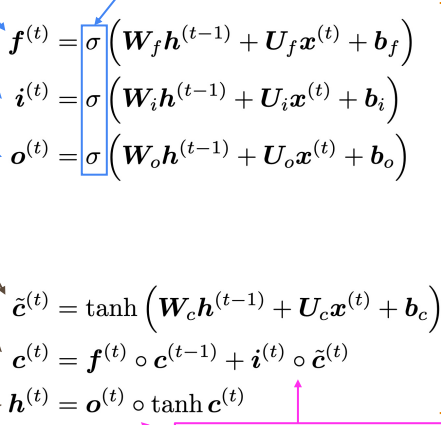 f^{(t)} = σ(W_f h^{(t−1)} + U_f x^{(t)} + b_f)
i^{(t)} = σ(W_i h^{(t−1)} + U_i x^{(t)} + b_i)
o^{(t)} = σ(W_o h^{(t−1)} + U_o x^{(t)} + b_o)
c̃^{(t)} = tanh(W_c h^{(t−1)} + U_c x^{(t)} + b_c)
c^{(t)} = f^{(t)} ∘ c^{(t−1)} + i^{(t)} ∘ c̃^{(t)}
h^{(t)} = o^{(t)} ∘ tanh c^{(t)}